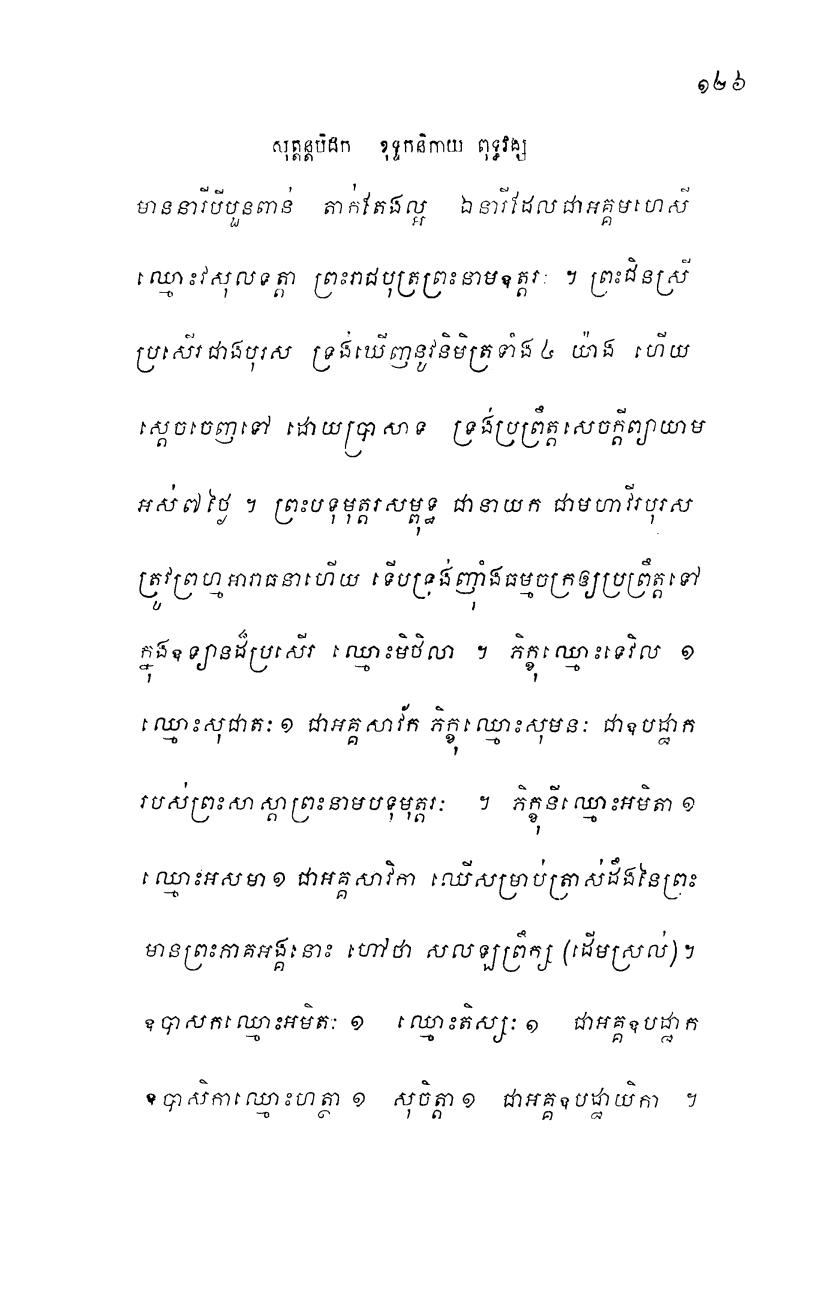 ១២៦
សុត្តន្តបិដក ខុទ្ទកនិកាយ ពុទ្ធវង្ស
មាននារីបីបួនពាន់ តាក់តែងល្អ ឯនារីដែលជាអគ្គមហេសី
ឈ្មោះវសុលទត្តា ព្រះរាជបុត្រព្រះនាមឧត្តរៈ ។ ព្រះជិនស្រី
ប្រសើរជាងបុរស ទ្រង់ឃើញនូវនិមិត្រទាំង ៤ យ៉ាង ហើយ
ស្តេចចេញទៅ ដោយប្រាសាទ ទ្រង់ប្រព្រឹត្តសេចក្តីព្យាយាម
អស់ ៧ ថ្ងៃ ។ ព្រះបទុមុត្តរសម្ពុទ្ធ ជានាយក ជាមហាវីរបុរស
ត្រូវព្រហ្មអារាធនាហើយ ទើបទ្រង់ញ៉ាំងធម្មចក្រឲ្យប្រព្រឹត្តទៅ
ក្នុងឧទ្យានដ៏ប្រសើរ ឈ្មោះមិថិលា ។ ភិក្ខុឈ្មោះទេវិល ១
ឈ្មោះសុជាតៈ ១ ជាអគ្គសាវ័ក ភិក្ខុឈ្មោះសុមនៈ ជាឧបដ្ឋាក
របស់ព្រះសាស្តាព្រះនាមបទុមុត្តរៈ ។ ភិក្ខុនីឈ្មោះអមិតា ១
ឈ្មោះអសមា ១ ជាអគ្គសាវិកា ឈើសម្រាប់ត្រាស់ដឹងនៃព្រះ
មានព្រះភាគអង្គនោះ ហៅថា សលឡព្រឹក្ស (ដើមស្រល់) ។
ឧបាសកឈ្មោះអមិតៈ ១ ឈ្មោះតិស្សៈ ១ ជាអគ្គឧបដ្ឋាក
ឧបាសិកាឈ្មោះហត្ថា ១ សុចិត្តា ១ ជាអគ្គឧបដ្ឋាយិកា ។